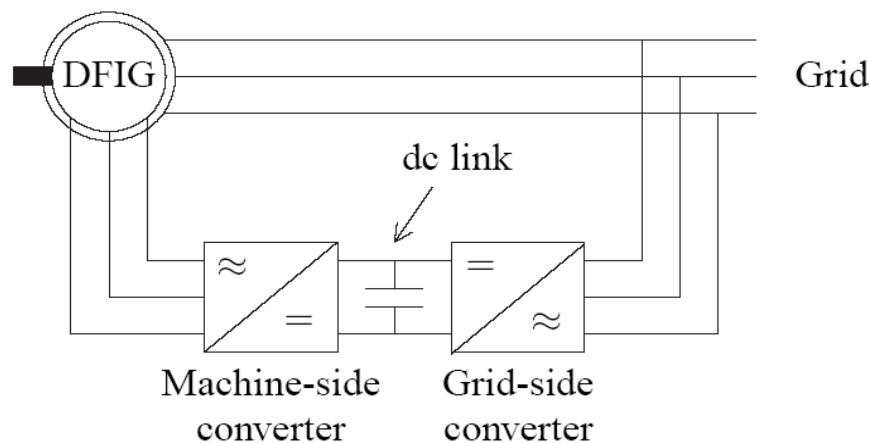 DFIG
Grid
dc link
≈
=
=
≈
Machine-side
converter
Grid-side
converter